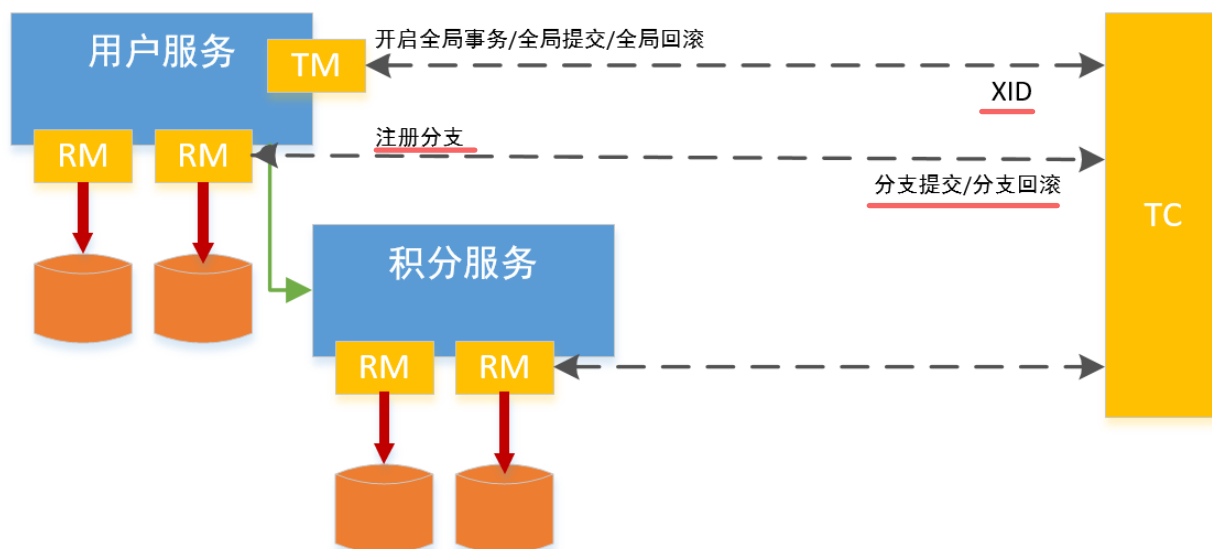 用户服务
TM
开启全局事务/全局提交/全局回滚
XID
RM
RM
注册分支
分支提交/分支回滚
TC
积分服务
RM
RM